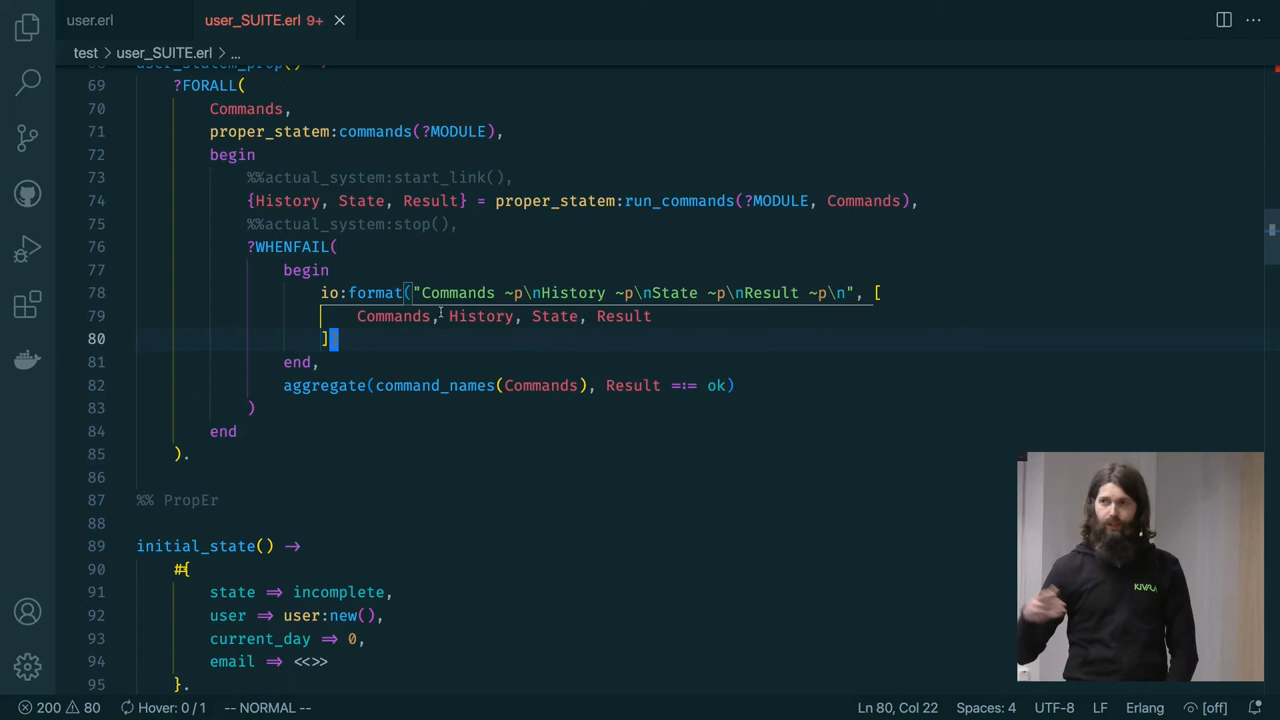 user.erl
user_SUITE.erl 9+
test > user_SUITE.erl > ...
69 ?FORALL(
70 Commands,
71 proper_statem:commands(?MODULE),
72 begin
73 %%actual_system:start_link(),
74 {History, State, Result} = proper_statem:run_commands(?MODULE, Commands),
75 %%actual_system:stop(),
76 ?WHENFAIL(
77 begin
78 io:format("Commands ~p\nHistory ~p\nState ~p\nResult ~p\n", [
79 Commands, History, State, Result
80 ])
81 end,
82 aggregate(command_names(Commands), Result =:= ok)
83 )
84 end
85 ).
86
87 %% PropEr
88
89 initial_state() ->
90 #{
91 state => incomplete,
92 user => user:new(),
93 current_day => 0,
94 email => <<>>
95 }.
KIVRA
200 80 Hover: 0/1 -- NORMAL -- Ln 80, Col 22 Spaces: 4 UTF-8 LF Erlang [off]